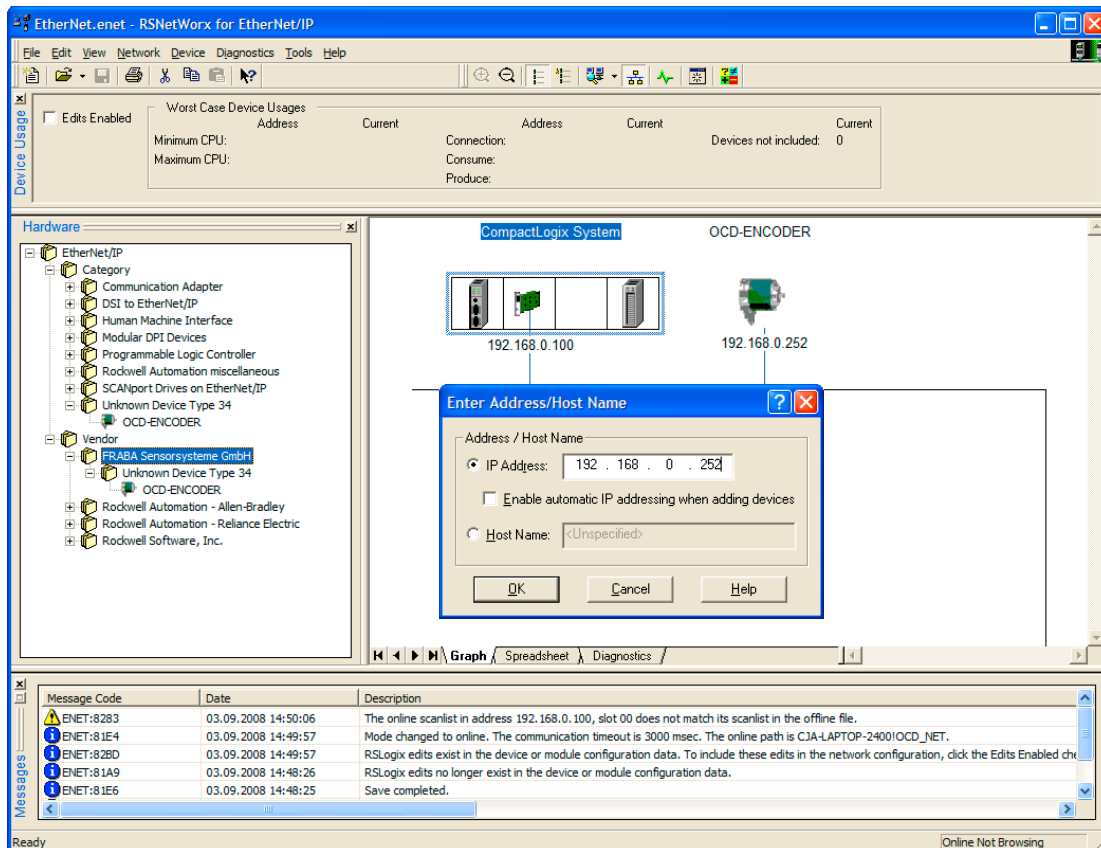 EtherNet.enet - RSNetWorx for EtherNet/IP
File Edit View Network Device Diagnostics Tools Help
Device Usage
Edits Enabled
Worst Case Device Usages
Address Current Address Current Current
Minimum CPU: Connection: Devices not included: 0
Maximum CPU: Consume:
Produce:
Hardware
EtherNet/IP
Category
Communication Adapter
DSI to EtherNet/IP
Human Machine Interface
Modular DPI Devices
Programmable Logic Controller
Rockwell Automation miscellaneous
SCANport Drives on EtherNet/IP
Unknown Device Type 34
OCD-ENCODER
Vendor
FRABA Sensorsysteme GmbH
Unknown Device Type 34
OCD-ENCODER
Rockwell Automation - Allen-Bradley
Rockwell Automation - Reliance Electric
Rockwell Software, Inc.
CompactLogix System OCD-ENCODER
192.168.0.100 192.168.0.252
Enter Address/Host Name
Address / Host Name
IP Address: 192 . 168 . 0 . 252
Enable automatic IP addressing when adding devices
Host Name: <Unspecified>
OK Cancel Help
Graph Spreadsheet Diagnostics
Messages
Message Code Date Description
ENET:8283 03.09.2008 14:50:06 The online scanlist in address 192.168.0.100, slot 00 does not match its scanlist in the offline file.
ENET:81E4 03.09.2008 14:49:57 Mode changed to online. The communication timeout is 3000 msec. The online path is CJA-LAPTOP-2400!OCD_NET.
ENET:82BD 03.09.2008 14:49:57 RSLogix edits exist in the device or module configuration data. To include these edits in the network configuration, click the Edits Enabled che
ENET:81A9 03.09.2008 14:48:26 RSLogix edits no longer exist in the device or module configuration data.
ENET:81E6 03.09.2008 14:48:25 Save completed.
Ready Online Not Browsing